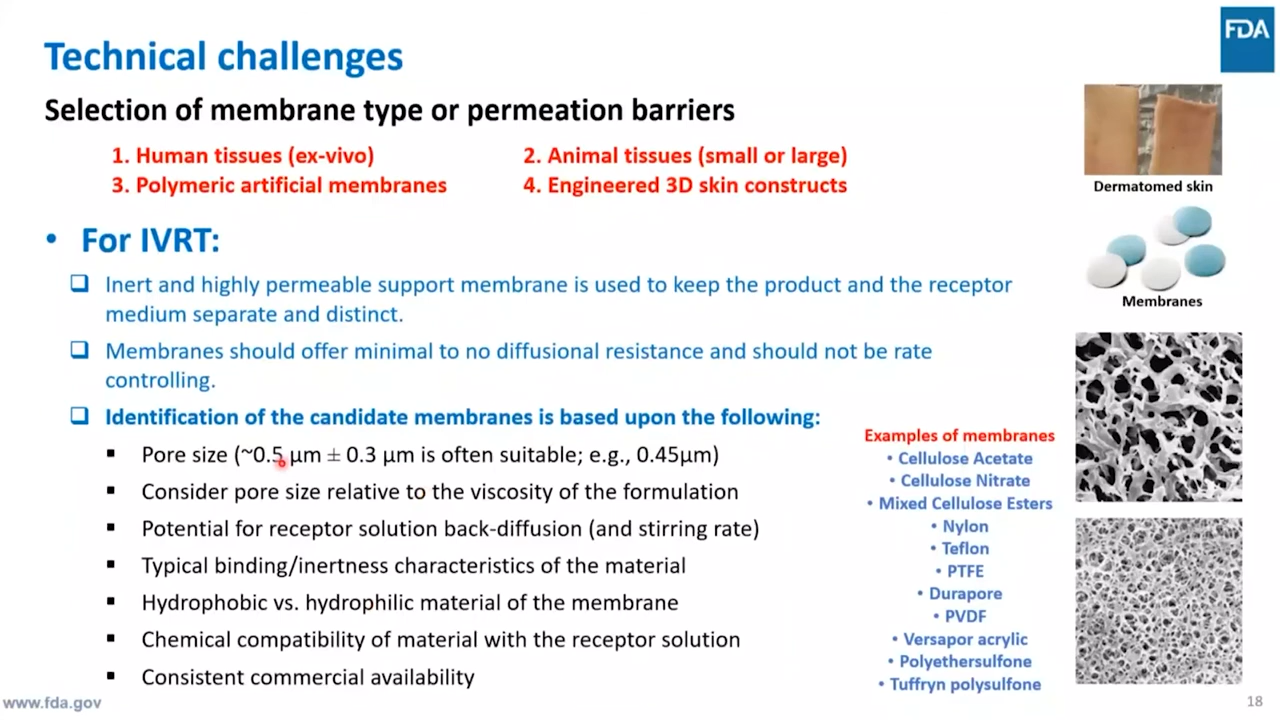 FDA
Technical challenges
Selection of membrane type or permeation barriers
1. Human tissues (ex-vivo)
2. Animal tissues (small or large)
3. Polymeric artificial membranes
4. Engineered 3D skin constructs
Dermatomed skin
Membranes
• For IVRT:
❑ Inert and highly permeable support membrane is used to keep the product and the receptor
medium separate and distinct.
❑ Membranes should offer minimal to no diffusional resistance and should not be rate
controlling.
❑ Identification of the candidate membranes is based upon the following:
▪ Pore size (~0.5 µm ± 0.3 µm is often suitable; e.g., 0.45µm)
▪ Consider pore size relative to the viscosity of the formulation
▪ Potential for receptor solution back-diffusion (and stirring rate)
▪ Typical binding/inertness characteristics of the material
▪ Hydrophobic vs. hydrophilic material of the membrane
▪ Chemical compatibility of material with the receptor solution
▪ Consistent commercial availability
Examples of membranes
• Cellulose Acetate
• Cellulose Nitrate
• Mixed Cellulose Esters
• Nylon
• Teflon
• PTFE
• Durapore
• PVDF
• Versapor acrylic
• Polyethersulfone
• Tuffryn polysulfone
www.fda.gov
18